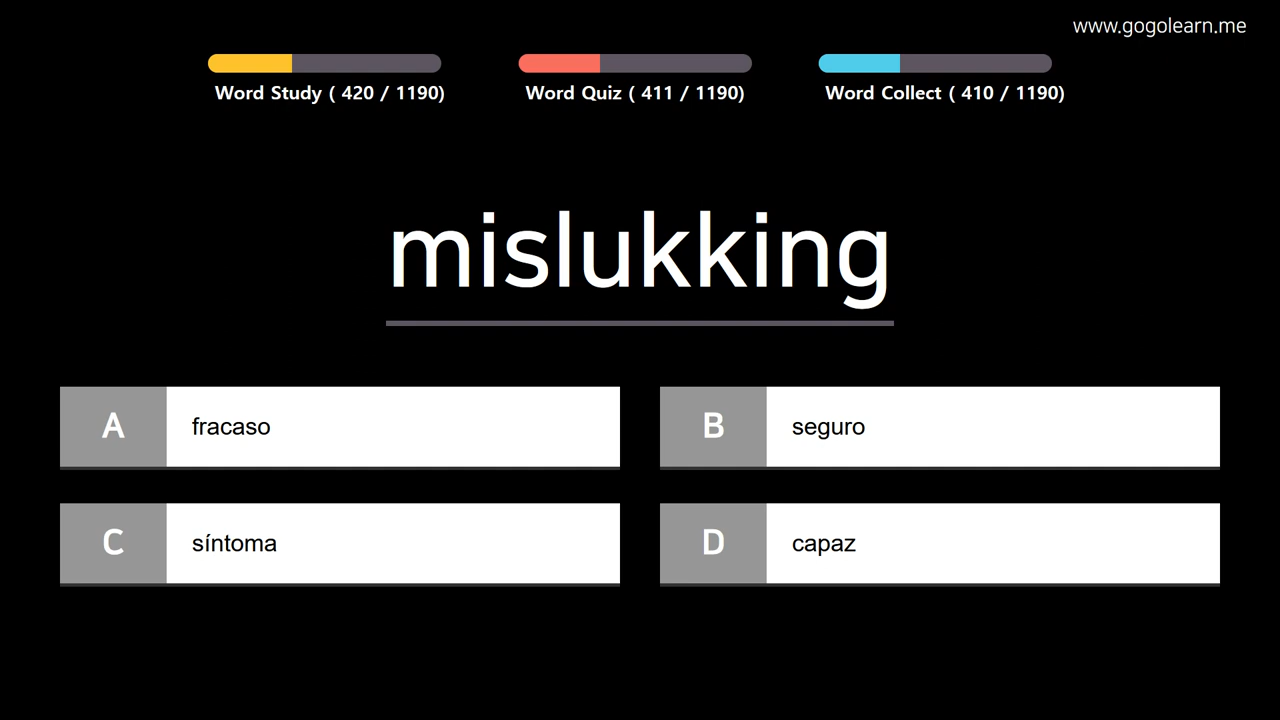 www.gogolearn.me
Word Study ( 420 / 1190)
Word Quiz ( 411 / 1190)
Word Collect ( 410 / 1190)
mislukking
A fracaso
B seguro
C síntoma
D capaz